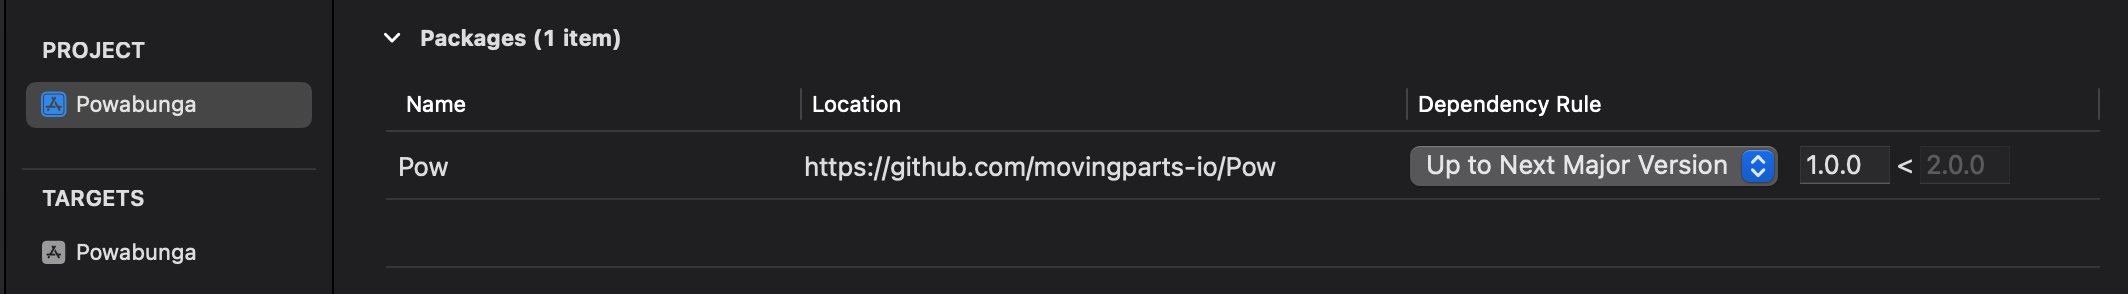 PROJECT
Powabunga
TARGETS
Powabunga
Packages (1 item)
Name Location Dependency Rule
Pow https://github.com/movingparts-io/Pow Up to Next Major Version 1.0.0 < 2.0.0